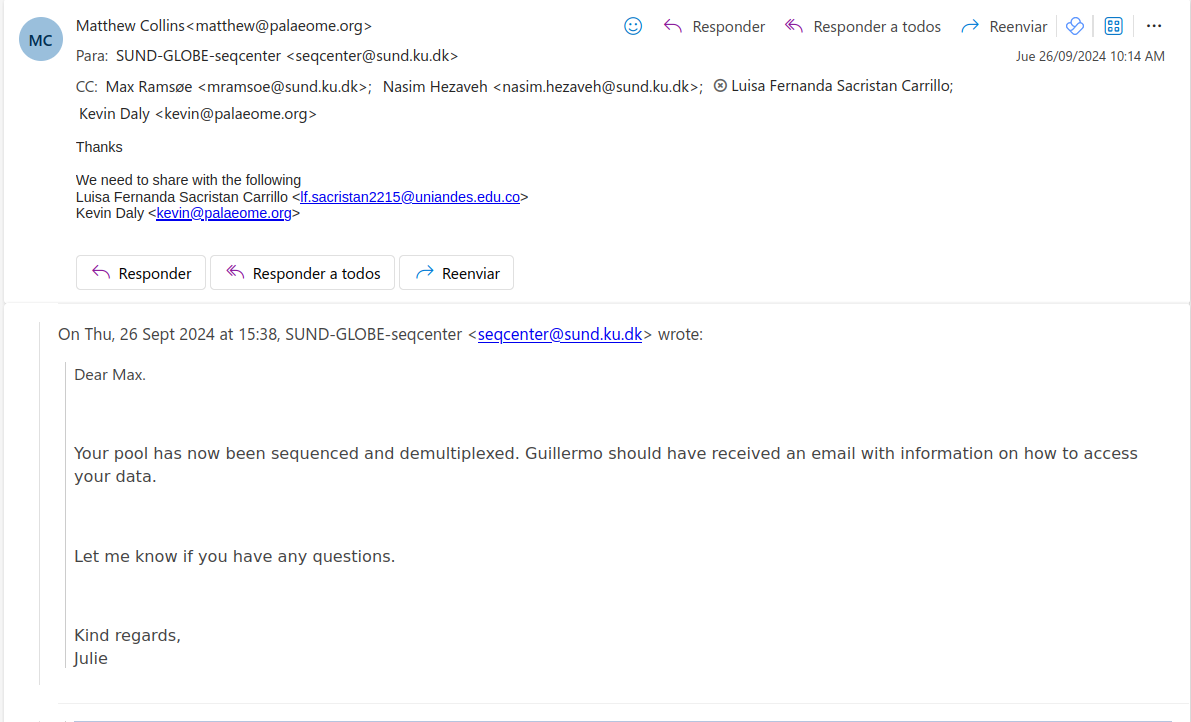 MC
Matthew Collins<matthew@palaeome.org>
Responder Responder a todos Reenviar
Para: SUND-GLOBE-seqcenter <seqcenter@sund.ku.dk>
Jue 26/09/2024 10:14 AM
CC: Max Ramsøe <mramsoe@sund.ku.dk>; Nasim Hezaveh <nasim.hezaveh@sund.ku.dk>; Luisa Fernanda Sacristan Carrillo;
Kevin Daly <kevin@palaeome.org>
Thanks
We need to share with the following
Luisa Fernanda Sacristan Carrillo <lf.sacristan2215@uniandes.edu.co>
Kevin Daly <kevin@palaeome.org>
Responder Responder a todos Reenviar
On Thu, 26 Sept 2024 at 15:38, SUND-GLOBE-seqcenter <seqcenter@sund.ku.dk> wrote:
Dear Max.
Your pool has now been sequenced and demultiplexed. Guillermo should have received an email with information on how to access
your data.
Let me know if you have any questions.
Kind regards,
Julie